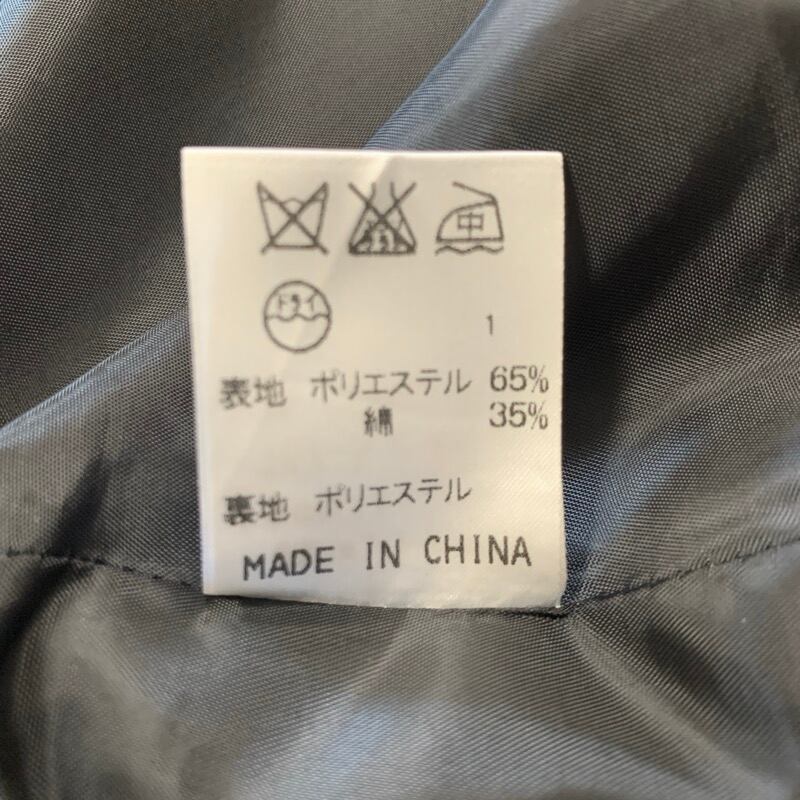 中
ドライ
1
表地 ポリエステル 65%
綿 35%
裏地 ポリエステル
MADE IN CHINA